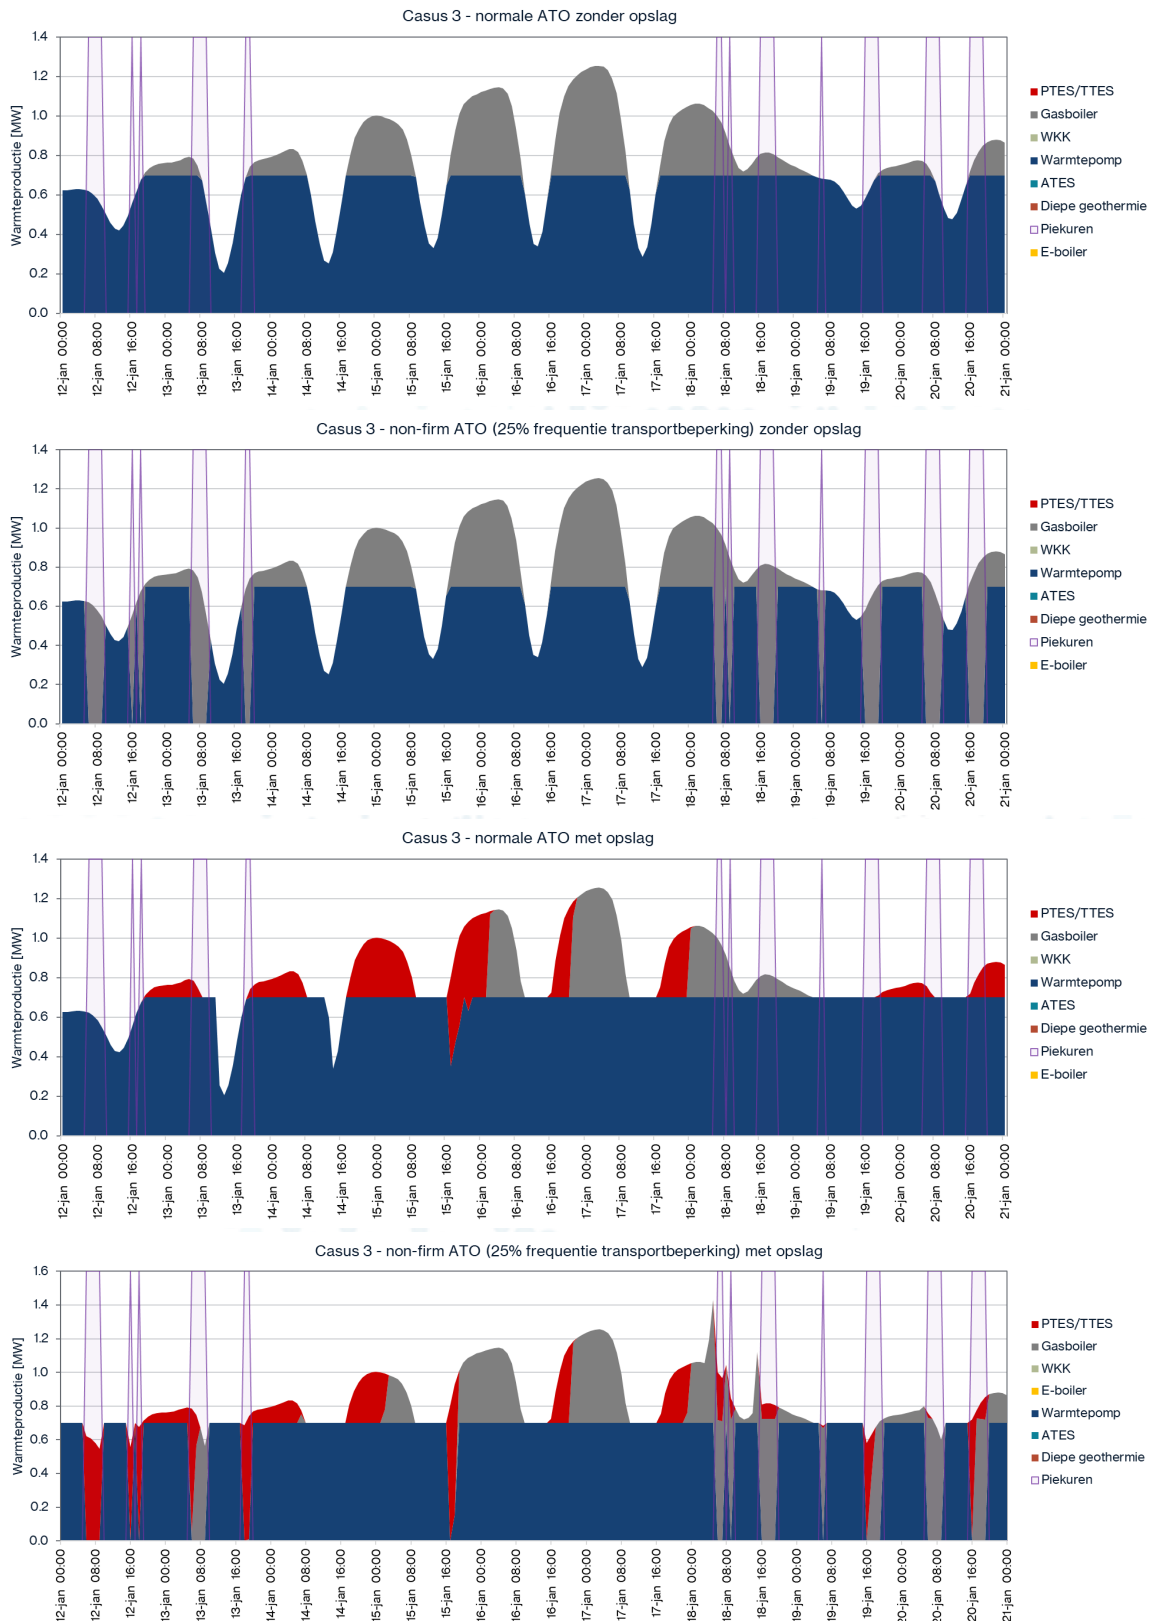 Casus 3 - normale ATO zonder opslag
Warmteproductie [MW]
1.4
1.2
1.0
0.8
0.6
0.4
0.2
0.0
12-jan 00:00
12-jan 08:00
12-jan 16:00
13-jan 00:00
13-jan 08:00
13-jan 16:00
14-jan 00:00
14-jan 08:00
14-jan 16:00
15-jan 00:00
15-jan 08:00
15-jan 16:00
16-jan 00:00
16-jan 08:00
16-jan 16:00
17-jan 00:00
17-jan 08:00
17-jan 16:00
18-jan 00:00
18-jan 08:00
18-jan 16:00
19-jan 00:00
19-jan 08:00
19-jan 16:00
20-jan 00:00
20-jan 08:00
20-jan 16:00
21-jan 00:00
PTES/TTES
Gasboiler
WKK
Warmtepomp
ATES
Diepe geothermie
Piekuren
E-boiler
Casus 3 - non-firm ATO (25% frequentie transportbeperking) zonder opslag
Warmteproductie [MW]
1.4
1.2
1.0
0.8
0.6
0.4
0.2
0.0
12-jan 00:00
12-jan 08:00
12-jan 16:00
13-jan 00:00
13-jan 08:00
13-jan 16:00
14-jan 00:00
14-jan 08:00
14-jan 16:00
15-jan 00:00
15-jan 08:00
15-jan 16:00
16-jan 00:00
16-jan 08:00
16-jan 16:00
17-jan 00:00
17-jan 08:00
17-jan 16:00
18-jan 00:00
18-jan 08:00
18-jan 16:00
19-jan 00:00
19-jan 08:00
19-jan 16:00
20-jan 00:00
20-jan 08:00
20-jan 16:00
21-jan 00:00
PTES/TTES
Gasboiler
WKK
Warmtepomp
ATES
Diepe geothermie
Piekuren
E-boiler
Casus 3 - normale ATO met opslag
Warmteproductie [MW]
1.4
1.2
1.0
0.8
0.6
0.4
0.2
0.0
12-jan 00:00
12-jan 08:00
12-jan 16:00
13-jan 00:00
13-jan 08:00
13-jan 16:00
14-jan 00:00
14-jan 08:00
14-jan 16:00
15-jan 00:00
15-jan 08:00
15-jan 16:00
16-jan 00:00
16-jan 08:00
16-jan 16:00
17-jan 00:00
17-jan 08:00
17-jan 16:00
18-jan 00:00
18-jan 08:00
18-jan 16:00
19-jan 00:00
19-jan 08:00
19-jan 16:00
20-jan 00:00
20-jan 08:00
20-jan 16:00
21-jan 00:00
PTES/TTES
Gasboiler
WKK
Warmtepomp
ATES
Diepe geothermie
Piekuren
E-boiler
Casus 3 - non-firm ATO (25% frequentie transportbeperking) met opslag
Warmteproductie [MW]
1.6
1.4
1.2
1.0
0.8
0.6
0.4
0.2
0.0
12-jan 00:00
12-jan 08:00
12-jan 16:00
13-jan 00:00
13-jan 08:00
13-jan 16:00
14-jan 00:00
14-jan 08:00
14-jan 16:00
15-jan 00:00
15-jan 08:00
15-jan 16:00
16-jan 00:00
16-jan 08:00
16-jan 16:00
17-jan 00:00
17-jan 08:00
17-jan 16:00
18-jan 00:00
18-jan 08:00
18-jan 16:00
19-jan 00:00
19-jan 08:00
19-jan 16:00
20-jan 00:00
20-jan 08:00
20-jan 16:00
21-jan 00:00
PTES/TTES
Gasboiler
WKK
E-boiler
Warmtepomp
ATES
Diepe geothermie
Piekuren